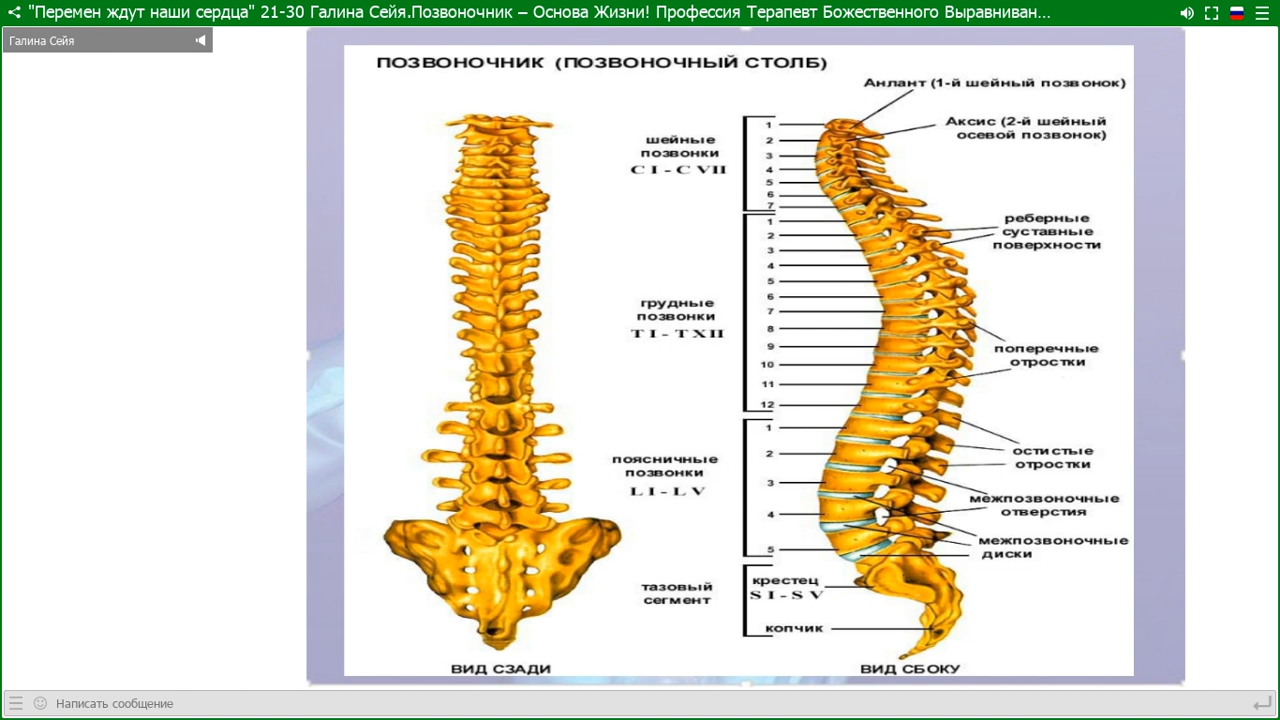 "Перемен ждут наши сердца" 21-30 Галина Сейя.Позвоночник – Основа Жизни! Профессия Терапевт Божественного Выравниван...
Галина Сейя
ПОЗВОНОЧНИК (ПОЗВОНОЧНЫЙ СТОЛБ)
Анлант (1-й шейный позвонок)
Аксис (2-й шейный
осевой позвонок)
шейные
позвонки
C I - C VII
1
2
3
4
5
6
7
реберные
суставные
поверхности
грудные
позвонки
T I - T XII
1
2
3
4
5
6
7
8
9
10
11
12
поперечные
отростки
поясничные
позвонки
L I - L V
1
2
3
4
5
остистые
отростки
межпозвоночные
отверстия
межпозвоночные
диски
тазовый
сегмент
крестец
S I - S V
копчик
ВИД СЗАДИ
ВИД СБОКУ
Написать сообщение